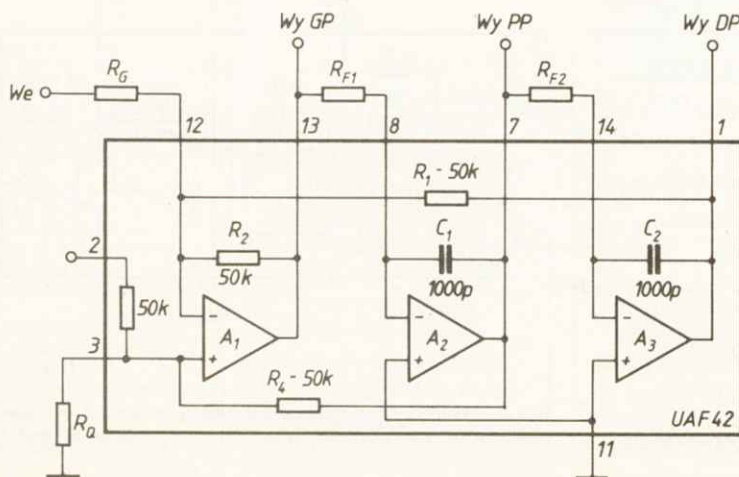 Wy GP
Wy PP
Wy DP
We
R_G
R_F1
R_F2
12
13
8
7
14
1
R_1 - 50k
R_2
50k
C_1
1000p
C_2
1000p
2
50k
3
-
+
A_1
-
+
A_2
-
+
A_3
R_4 - 50k
R_Q
UAF42
11